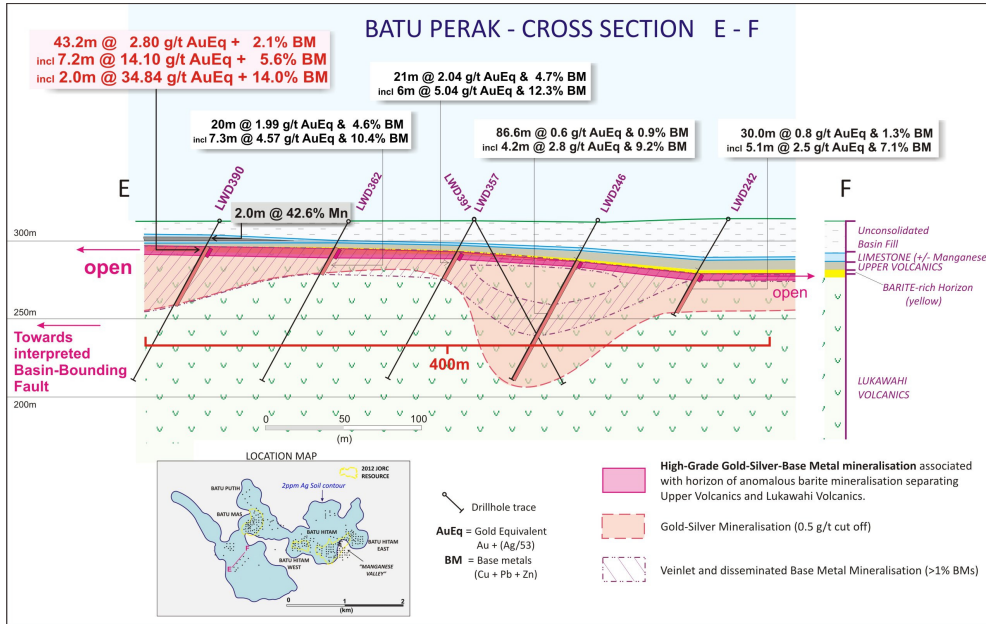 BATU PERAK - CROSS SECTION E - F
43.2m @ 2.80 g/t AuEq + 2.1% BM
incl 7.2m @ 14.10 g/t AuEq + 5.6% BM
incl 2.0m @ 34.84 g/t AuEq + 14.0% BM
21m @ 2.04 g/t AuEq & 4.7% BM
incl 6m @ 5.04 g/t AuEq & 12.3% BM
20m @ 1.99 g/t AuEq & 4.6% BM
incl 7.3m @ 4.57 g/t AuEq & 10.4% BM
86.6m @ 0.6 g/t AuEq & 0.9% BM
incl 4.2m @ 2.8 g/t AuEq & 9.2% BM
30.0m @ 0.8 g/t AuEq & 1.3% BM
incl 5.1m @ 2.5 g/t AuEq & 7.1% BM
E
LWD390
LWD362
LWD391
LWD357
LWD246
LWD242
F
2.0m @ 42.6% Mn
300m
open
250m
Towards
interpreted
Basin-Bounding
Fault
200m
400m
open
0 50 100
(m)
Unconsolidated
Basin Fill
LIMESTONE (+/- Manganese
UPPER VOLCANICS
BARITE-rich Horizon
(yellow)
LUKAWAHI
VOLCANICS
LOCATION MAP
2012 JORC
RESOURCE
2ppm Ag Soil contour
BATU PUTIH
BATU MAS
BATU HITAM
BATU HITAM
EAST
BATU HITAM
WEST
"MANGANESE
VALLEY"
F
E
0 1 2
(km)
Drillhole trace
AuEq = Gold Equivalent
Au + (Ag/53)
BM = Base metals
(Cu + Pb + Zn)
High-Grade Gold-Silver-Base Metal mineralisation associated
with horizon of anomalous barite mineralisation separating
Upper Volcanics and Lukawahi Volcanics.
Gold-Silver Mineralisation (0.5 g/t cut off)
Veinlet and disseminated Base Metal Mineralisation (>1% BMs)